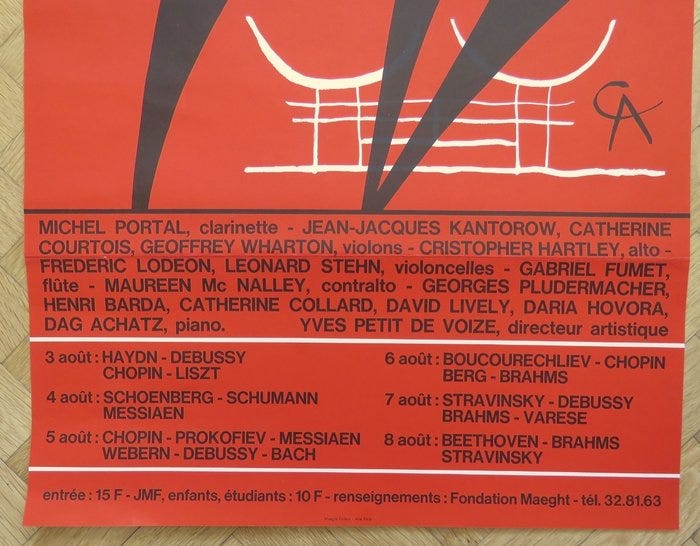 CA
MICHEL PORTAL, clarinette - JEAN-JACQUES KANTOROW, CATHERINE
COURTOIS, GEOFFREY WHARTON, violons - CRISTOPHER HARTLEY, alto -
FREDERIC LODEON, LEONARD STEHN, violoncelles - GABRIEL FUMET,
flûte - MAUREEN Mc NALLEY, contralto - GEORGES PLUDERMACHER,
HENRI BARDA, CATHERINE COLLARD, DAVID LIVELY, DARIA HOVORA,
DAG ACHATZ, piano. YVES PETIT DE VOIZE, directeur artistique
3 août : HAYDN - DEBUSSY
CHOPIN - LISZT
4 août : SCHOENBERG - SCHUMANN
MESSIAEN
5 août : CHOPIN - PROKOFIEV - MESSIAEN
WEBERN - DEBUSSY - BACH
6 août : BOUCOURECHLIEV - CHOPIN
BERG - BRAHMS
7 août : STRAVINSKY - DEBUSSY
BRAHMS - VARESE
8 août : BEETHOVEN - BRAHMS
STRAVINSKY
entrée : 15 F - JMF, enfants, étudiants : 10 F - renseignements : Fondation Maeght - tél. 32.81.63